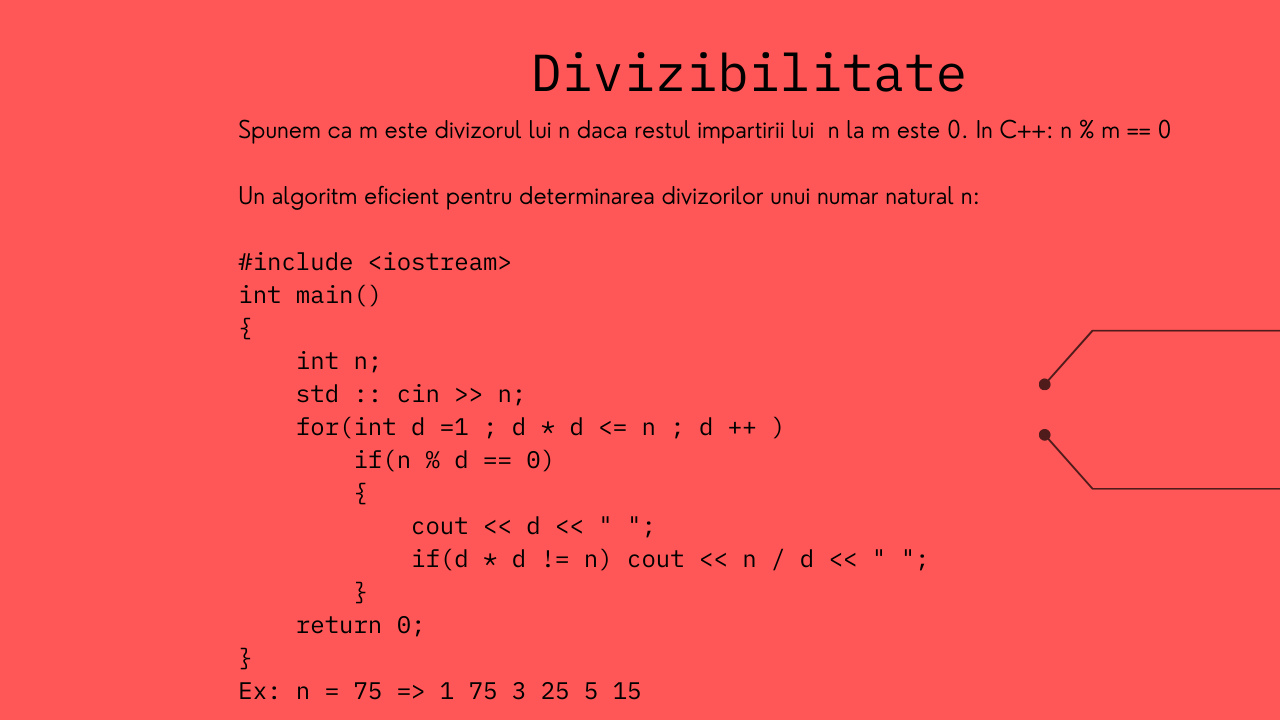 Divizibilitate
Spunem ca m este divizorul lui n daca restul impartirii lui  n la m este 0. In C++: n % m == 0
Un algoritm eficient pentru determinarea divizorilor unui numar natural n:
#include <iostream>
int main()
{
    int n;
    std :: cin >> n;
    for(int d =1 ; d * d <= n ; d ++ )
        if(n % d == 0)
        {
            cout << d << " ";
            if(d * d != n) cout << n / d << " ";
        }
    return 0;
}
Ex: n = 75 => 1 75 3 25 5 15